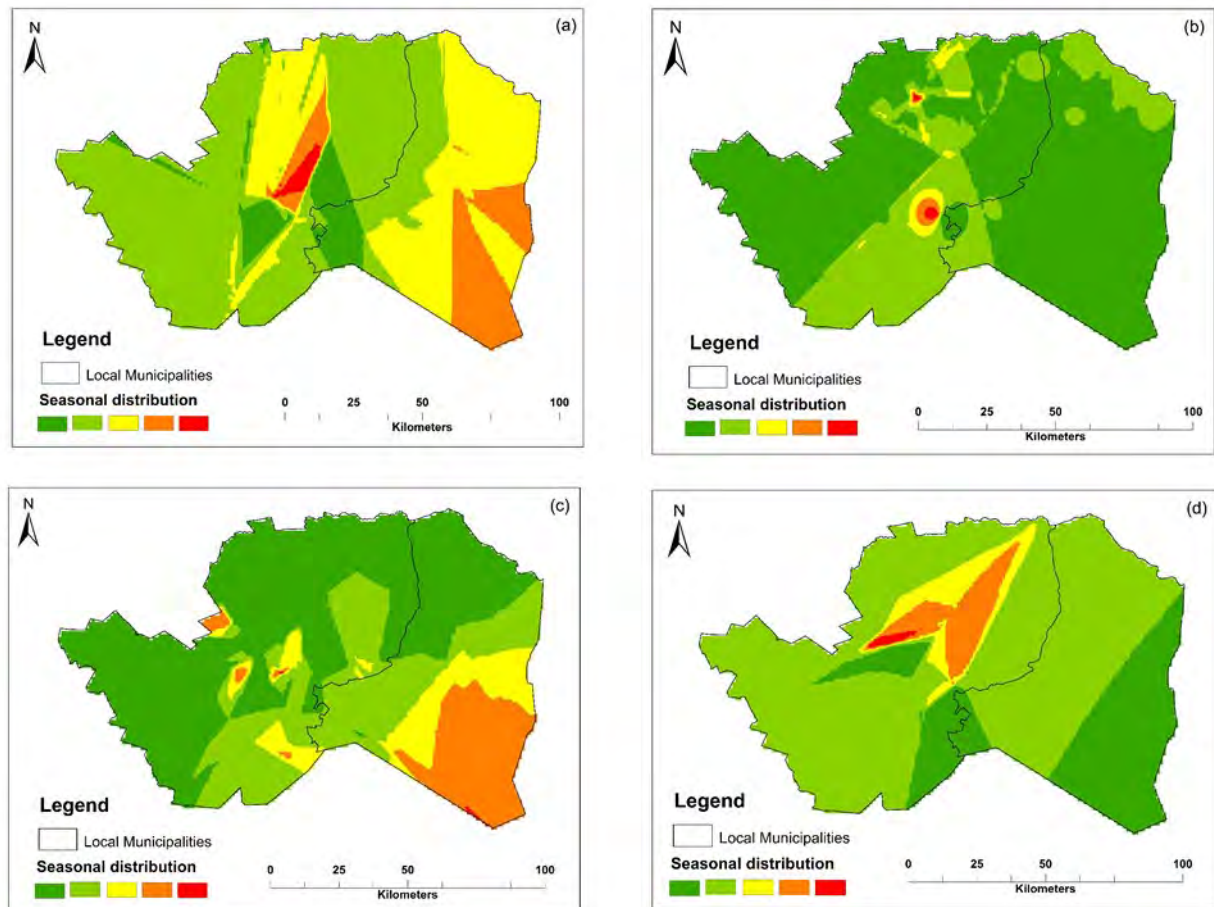 N
(a)
Legend
Local Municipalities
Seasonal distribution
0 25 50 100
Kilometers
N
(b)
Legend
Local Municipalities
Seasonal distribution
0 25 50 100
Kilometers
N
(c)
Legend
Local Municipalities
Seasonal distribution
0 25 50 100
Kilometers
N
(d)
Legend
Local Municipalities
Seasonal distribution
0 25 50 100
Kilometers